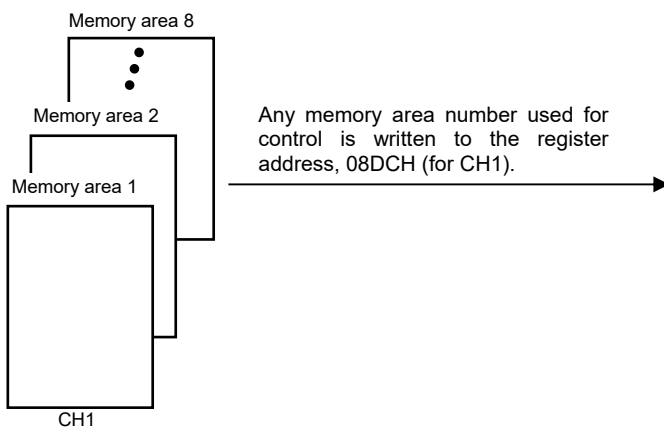 Memory area 8
Memory area 2
Memory area 1
Any memory area number used for
control is written to the register
address, 08DCH (for CH1).
CH1